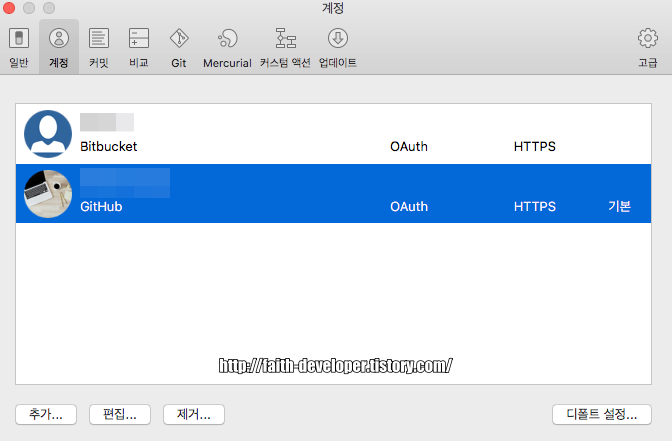 계정
일반
계정
커밋
비교
Git
Mercurial
커스텀 액션
업데이트
고급
Bitbucket OAuth HTTPS
GitHub OAuth HTTPS 기본
http://faith-developer.tistory.com/
추가...
편집...
제거...
디폴트 설정...